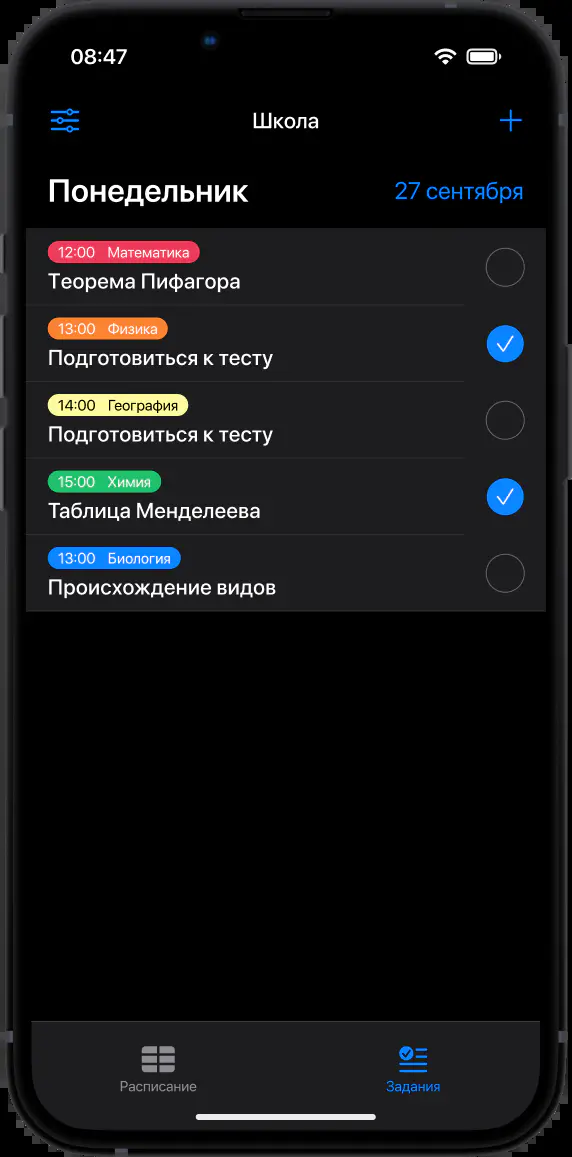 08:47
Школа
Понедельник 27 сентября
12:00 Математика
Теорема Пифагора
13:00 Физика
Подготовиться к тесту
14:00 География
Подготовиться к тесту
15:00 Химия
Таблица Менделеева
13:00 Биология
Происхождение видов
Расписание Задания